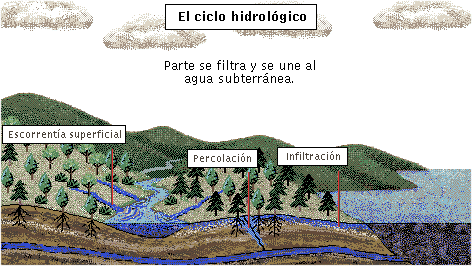 El ciclo hidrológico
Parte se filtra y se une al
agua subterránea.
Escorrentía superficial
Percolación
Infiltración